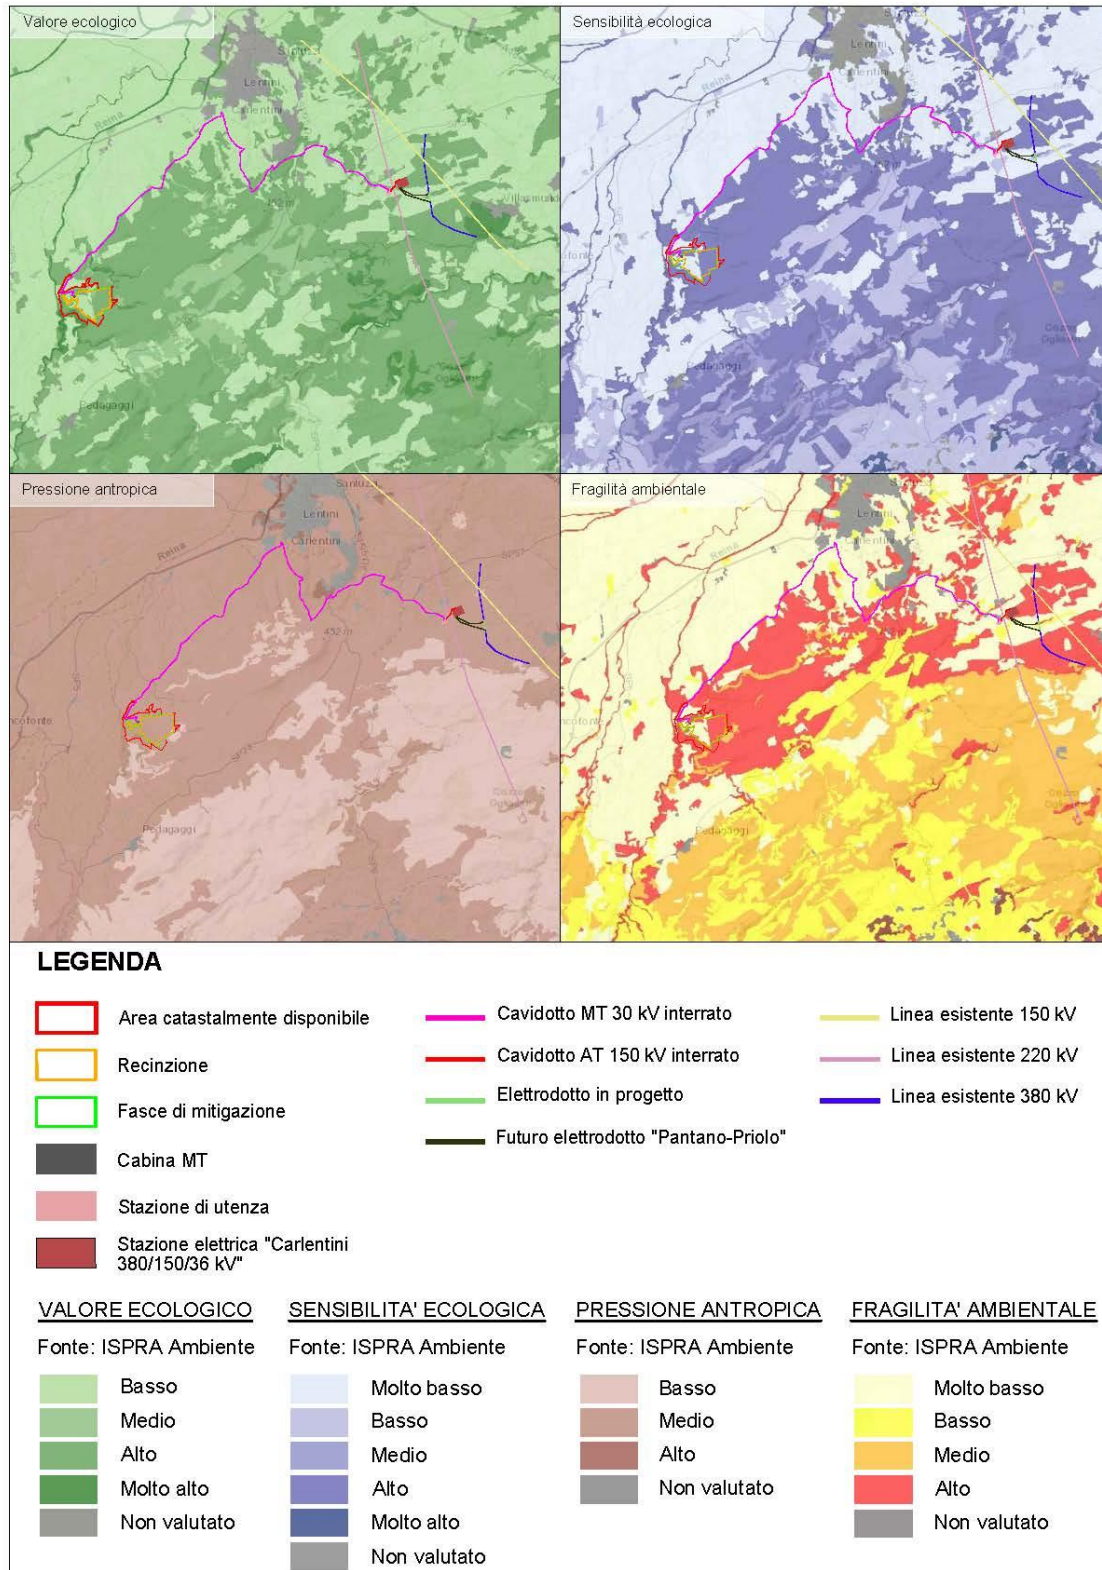 Valore ecologico
Sensibilità ecologica
Santuzzi
Lentini
Carlentini
Reina
452 m
Villasmundo
Pedagaggi
Lentini
Carlentini
Reina
Pedagaggi
Pressione antropica
Fragilità ambientale
Santuzzi
Lentini
Carlentini
Reina
452 m
ncofonte
Pedagaggi
Lentini
Carlentini
Reina
Pedagaggi
LEGENDA
Area catastalmente disponibile
Recinzione
Fasce di mitigazione
Cabina MT
Stazione di utenza
Stazione elettrica "Carlentini
380/150/36 kV"
Cavidotto MT 30 kV interrato
Cavidotto AT 150 kV interrato
Elettrodotto in progetto
Futuro elettrodotto "Pantano-Priolo"
Linea esistente 150 kV
Linea esistente 220 kV
Linea esistente 380 kV
VALORE ECOLOGICO
Fonte: ISPRA Ambiente
Basso
Medio
Alto
Molto alto
Non valutato
SENSIBILITA' ECOLOGICA
Fonte: ISPRA Ambiente
Molto basso
Basso
Medio
Alto
Molto alto
Non valutato
PRESSIONE ANTROPICA
Fonte: ISPRA Ambiente
Basso
Medio
Alto
Non valutato
FRAGILITA' AMBIENTALE
Fonte: ISPRA Ambiente
Molto basso
Basso
Medio
Alto
Non valutato